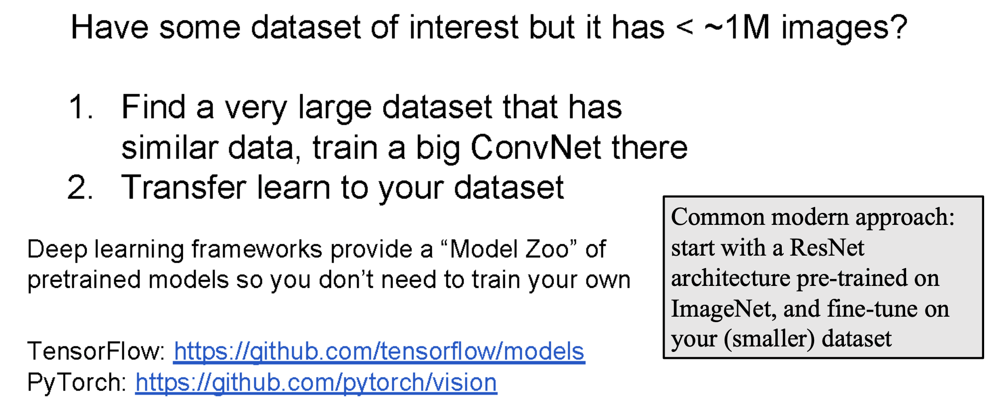 Have some dataset of interest but it has < ~1M images?
1. Find a very large dataset that has
similar data, train a big ConvNet there
2. Transfer learn to your dataset
Deep learning frameworks provide a “Model Zoo” of
pretrained models so you don’t need to train your own
TensorFlow: https://github.com/tensorflow/models
PyTorch: https://github.com/pytorch/vision
Common modern approach:
start with a ResNet
architecture pre-trained on
ImageNet, and fine-tune on
your (smaller) dataset